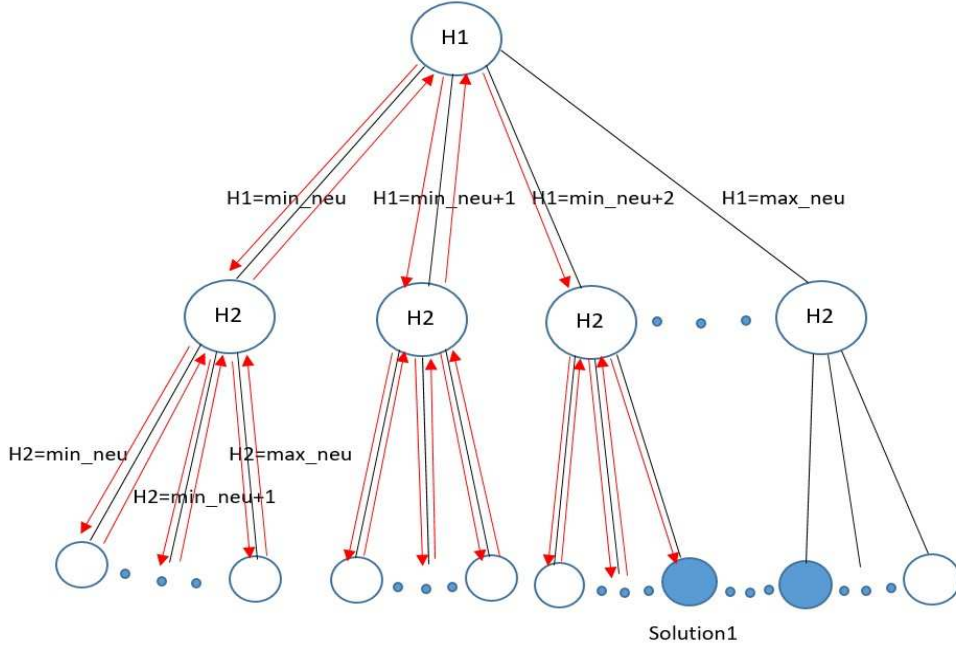 H1
H1=min_neu
H1=min_neu+1
H1=min_neu+2
H1=max_neu
H2
H2
H2
H2
H2=min_neu
H2=max_neu
H2=min_neu+1
Solution1